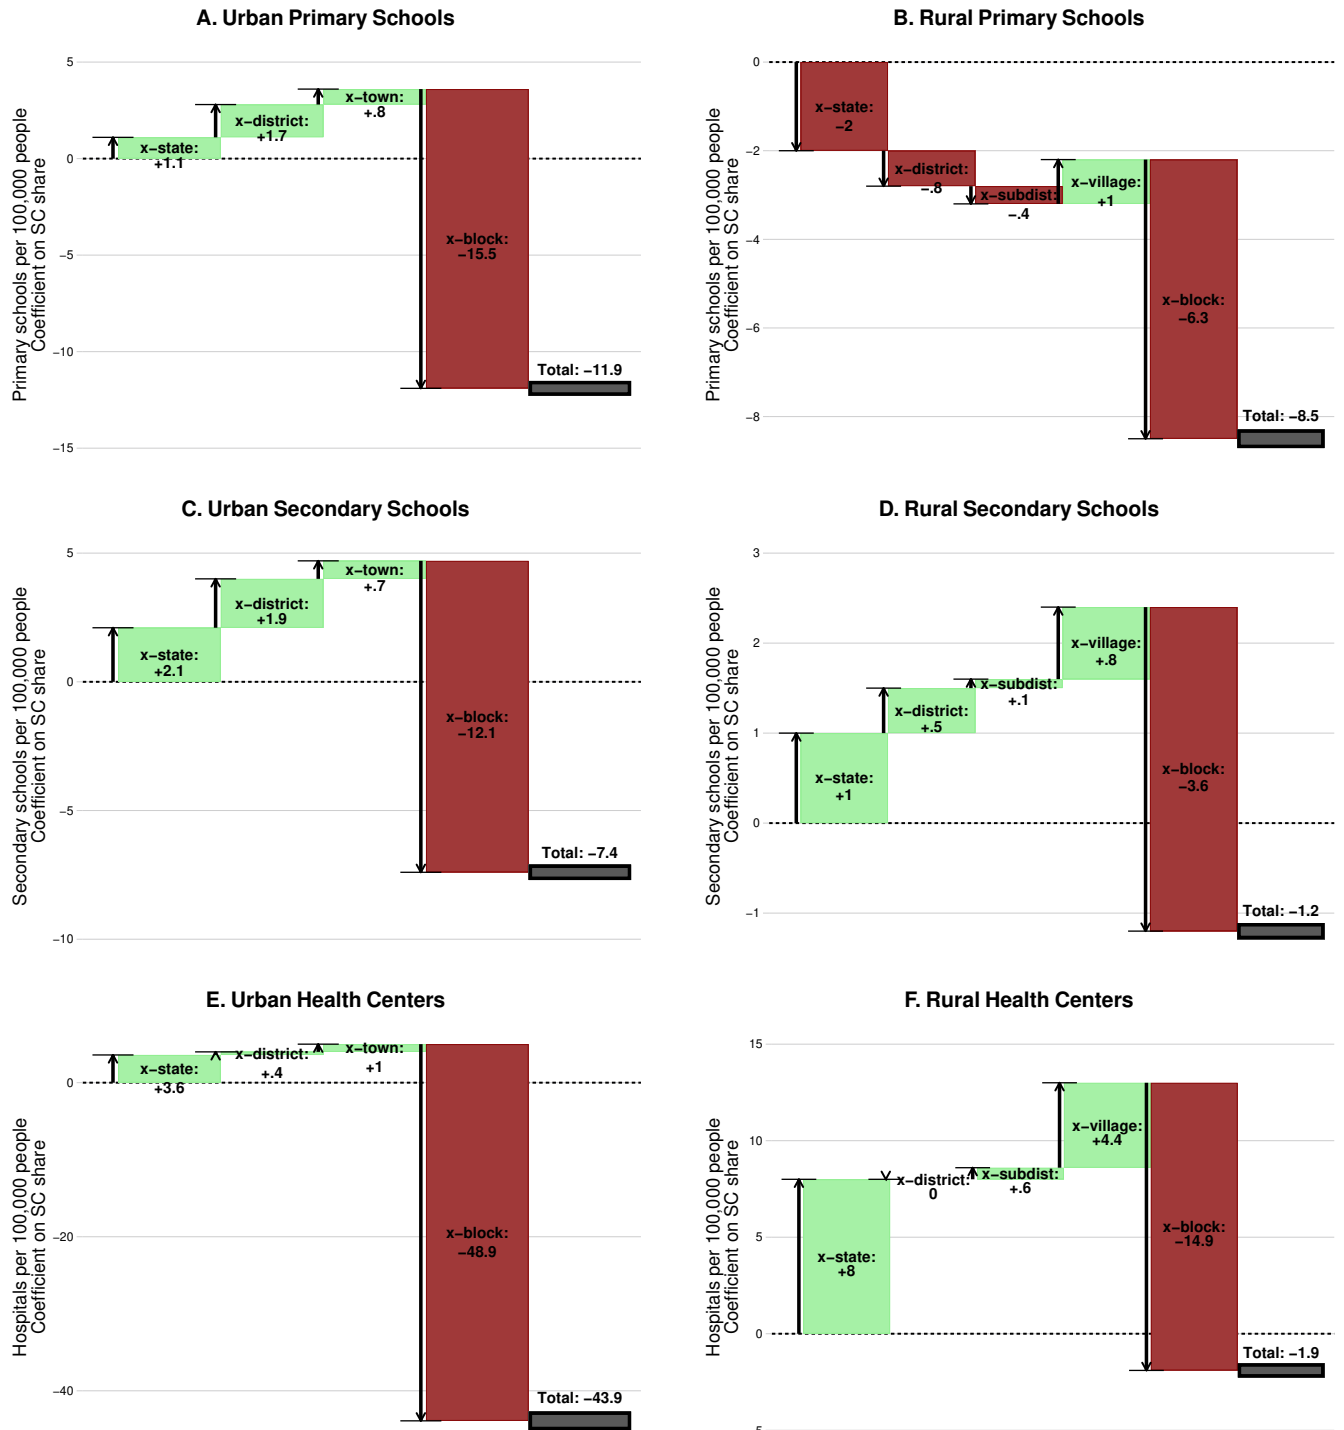 A. Urban Primary Schools
Primary schools per 100,000 people
Coefficient on SC share
5
0
−5
−10
−15
x−state:
+1.1
x−district:
+1.7
x−town:
+.8
x−block:
−15.5
Total: −11.9
B. Rural Primary Schools
Primary schools per 100,000 people
Coefficient on SC share
0
−2
−4
−6
−8
x−state:
−2
x−district:
−.8
x−subdist:
−.4
x−village:
+1
x−block:
−6.3
Total: −8.5
C. Urban Secondary Schools
Secondary schools per 100,000 people
Coefficient on SC share
5
0
−5
−10
x−state:
+2.1
x−district:
+1.9
x−town:
+.7
x−block:
−12.1
Total: −7.4
D. Rural Secondary Schools
Secondary schools per 100,000 people
Coefficient on SC share
3
2
1
0
−1
x−state:
+1
x−district:
+.5
x−subdist:
+.1
x−village:
+.8
x−block:
−3.6
Total: −1.2
E. Urban Health Centers
Hospitals per 100,000 people
Coefficient on SC share
0
−20
−40
x−state:
+3.6
x−district:
+.4
x−town:
+1
x−block:
−48.9
Total: −43.9
F. Rural Health Centers
Hospitals per 100,000 people
Coefficient on SC share
15
10
5
0
x−state:
+8
x−district:
0
x−subdist:
+.6
x−village:
+4.4
x−block:
−14.9
Total: −1.9